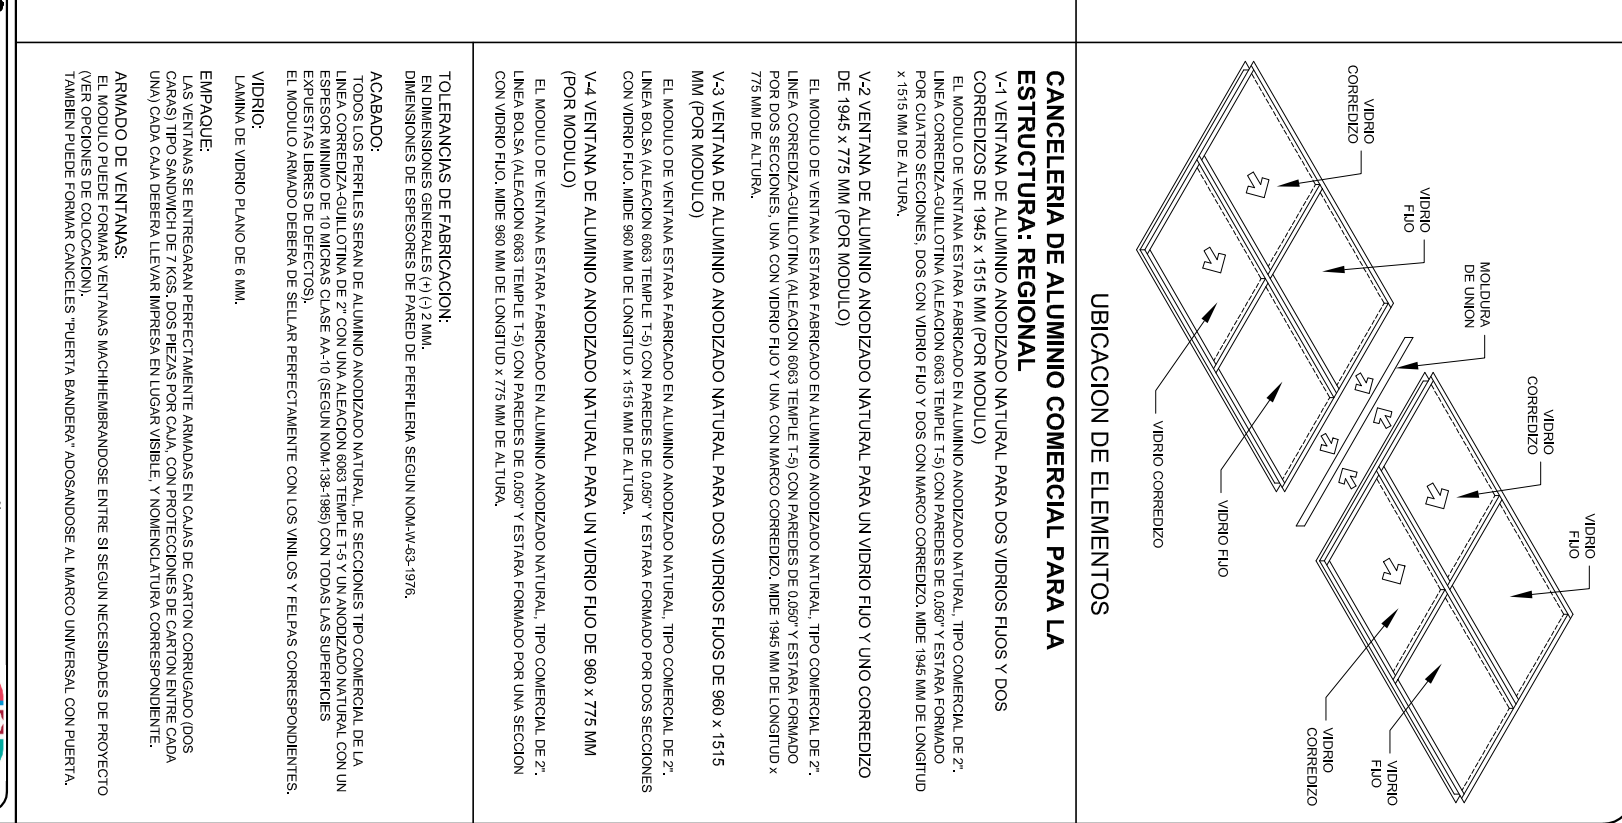 VIDRIO
CORREDIZO
VIDRIO
FIJO
MOLDURA
DE UNION
VIDRIO
CORREDIZO
VIDRIO
FIJO
VIDRIO CORREDIZO
VIDRIO FIJO
VIDRIO
CORREDIZO
VIDRIO
FIJO
UBICACION DE ELEMENTOS
CANCELERIA DE ALUMINIO COMERCIAL PARA LA
ESTRUCTURA: REGIONAL
V-1 VENTANA DE ALUMINIO ANODIZADO NATURAL PARA DOS VIDRIOS FIJOS Y DOS
CORREDIZOS DE 1945 x 1515 MM (POR MODULO)
EL MODULO DE VENTANA ESTARA FABRICADO EN ALUMINIO ANODIZADO NATURAL, TIPO COMERCIAL DE 2".
LINEA CORREDIZA-GUILLOTINA (ALEACION 6063 TEMPLE T-5) CON PAREDES DE 0.050" Y ESTARA FORMADO
POR CUATRO SECCIONES, DOS CON VIDRIO FIJO Y DOS CON MARCO CORREDIZO. MIDE 1945 MM DE LONGITUD
x 1515 MM DE ALTURA.
V-2 VENTANA DE ALUMINIO ANODIZADO NATURAL PARA UN VIDRIO FIJO Y UNO CORREDIZO
DE 1945 x 775 MM (POR MODULO)
EL MODULO DE VENTANA ESTARA FABRICADO EN ALUMINIO ANODIZADO NATURAL, TIPO COMERCIAL DE 2".
LINEA CORREDIZA-GUILLOTINA (ALEACION 6063 TEMPLE T-5) CON PAREDES DE 0.050" Y ESTARA FORMADO
POR DOS SECCIONES, UNA CON VIDRIO FIJO Y UNA CON MARCO CORREDIZO. MIDE 1945 MM DE LONGITUD x
775 MM DE ALTURA.
V-3 VENTANA DE ALUMINIO ANODIZADO NATURAL PARA DOS VIDRIOS FIJOS DE 960 x 1515
MM (POR MODULO)
EL MODULO DE VENTANA ESTARA FABRICADO EN ALUMINIO ANODIZADO NATURAL, TIPO COMERCIAL DE 2".
LINEA BOLSA (ALEACION 6063 TEMPLE T-5) CON PAREDES DE 0.050" Y ESTARA FORMADO POR DOS SECCIONES
CON VIDRIO FIJO. MIDE 960 MM DE LONGITUD x 1515 MM DE ALTURA.
V-4 VENTANA DE ALUMINIO ANODIZADO NATURAL PARA UN VIDRIO FIJO DE 960 x 775 MM
(POR MODULO)
EL MODULO DE VENTANA ESTARA FABRICADO EN ALUMINIO ANODIZADO NATURAL, TIPO COMERCIAL DE 2".
LINEA BOLSA (ALEACION 6063 TEMPLE T-5) CON PAREDES DE 0.050" Y ESTARA FORMADO POR UNA SECCION
CON VIDRIO FIJO. MIDE 960 MM DE LONGITUD x 775 MM DE ALTURA.
TOLERANCIAS DE FABRICACION:
EN DIMENSIONES GENERALES (+) (-) 2 MM.
DIMENSIONES DE ESPESORES DE PARED DE PERFILERIA SEGUN NOM-W-63-1976.
ACABADO:
TODOS LOS PERFILES SERAN DE ALUMINIO ANODIZADO NATURAL, DE SECCIONES TIPO COMERCIAL DE LA
LINEA CORREDIZA-GUILLOTINA DE 2" CON UNA ALEACION 6063 TEMPLE T-5 Y UN ANODIZADO NATURAL CON UN
ESPESOR MINIMO DE 10 MICRAS CLASE AA-10 (SEGUN NOM-138-1985) CON TODAS LAS SUPERFICIES
EXPUESTAS LIBRES DE DEFECTOS).
EL MODULO ARMADO DEBERA DE SELLAR PERFECTAMENTE CON LOS VINILOS Y FELPAS CORRESPONDIENTES.
VIDRIO:
LAMINA DE VIDRIO PLANO DE 6 MM.
EMPAQUE:
LAS VENTANAS SE ENTREGARAN PERFECTAMENTE ARMADAS EN CAJAS DE CARTON CORRUGADO (DOS
CARAS) TIPO SANDWICH DE 7 KGS. DOS PIEZAS POR CAJA, CON PROTECCIONES DE CARTON ENTRE CADA
UNA) CADA CAJA DEBERA LLEVAR IMPRESA EN LUGAR VISIBLE, Y NOMENCLATURA CORRESPONDIENTE.
ARMADO DE VENTANAS:
EL MODULO PUEDE FORMAR VENTANAS MACHIHEMBRANDOSE ENTRE SI SEGUN NECESIDADES DE PROYECTO
(VER OPCIONES DE COLOCACION).
TAMBIEN PUEDE FORMAR CANCELES "PUERTA BANDERA" ADOSANDOSE AL MARCO UNIVERSAL CON PUERTA.